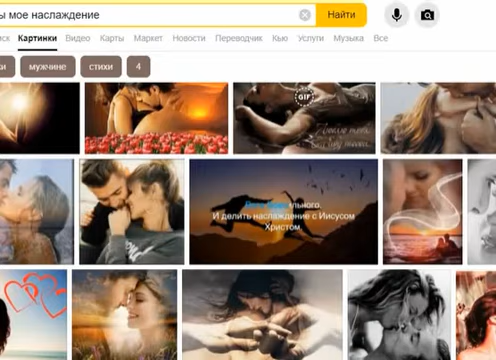 ы мое наслаждение
Найти
ск Картинки Видео Карты Маркет Новости Переводчик Кью Услуги Музыка Все
ки мужчине стихи 4
GIF
льного.
И делить наслаждение с Иисусом
Христом.